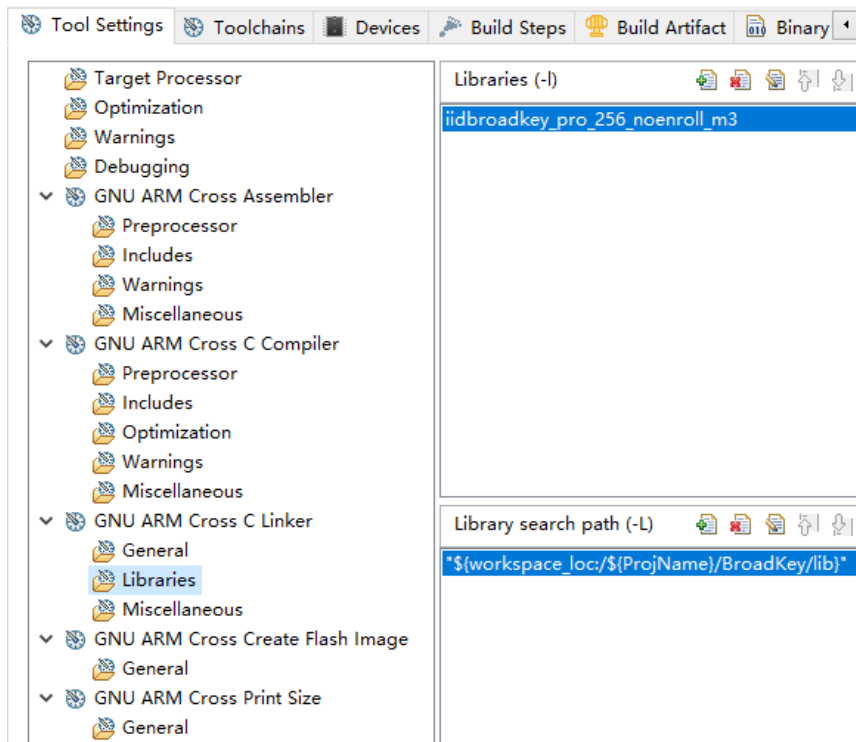 Tool Settings Toolchains Devices Build Steps Build Artifact Binary
Target Processor
Optimization
Warnings
Debugging
GNU ARM Cross Assembler
Preprocessor
Includes
Warnings
Miscellaneous
GNU ARM Cross C Compiler
Preprocessor
Includes
Optimization
Warnings
Miscellaneous
GNU ARM Cross C Linker
General
Libraries
Miscellaneous
GNU ARM Cross Create Flash Image
General
GNU ARM Cross Print Size
General
Libraries (-l)
iidbroadkey_pro_256_noenroll_m3
Library search path (-L)
"${workspace_loc:/${ProjName}/BroadKey/lib}"